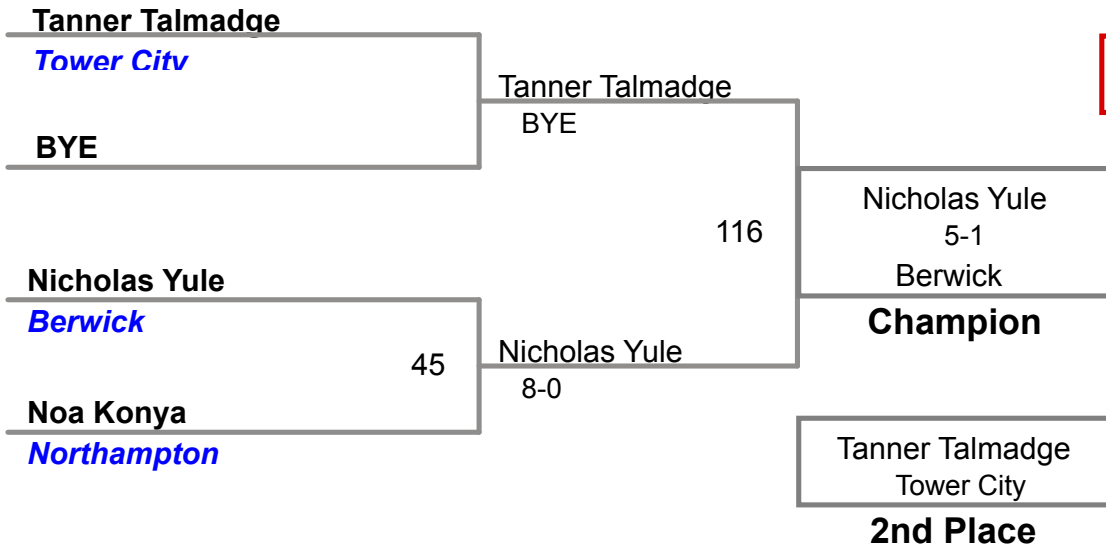 Tanner Talmadge
Tower City
BYE
Tanner Talmadge
BYE
Nicholas Yule
Berwick
45
Noa Konya
Northampton
Nicholas Yule
8-0
116
Nicholas Yule
5-1
Berwick
Champion
Tanner Talmadge
Tower City
2nd Place